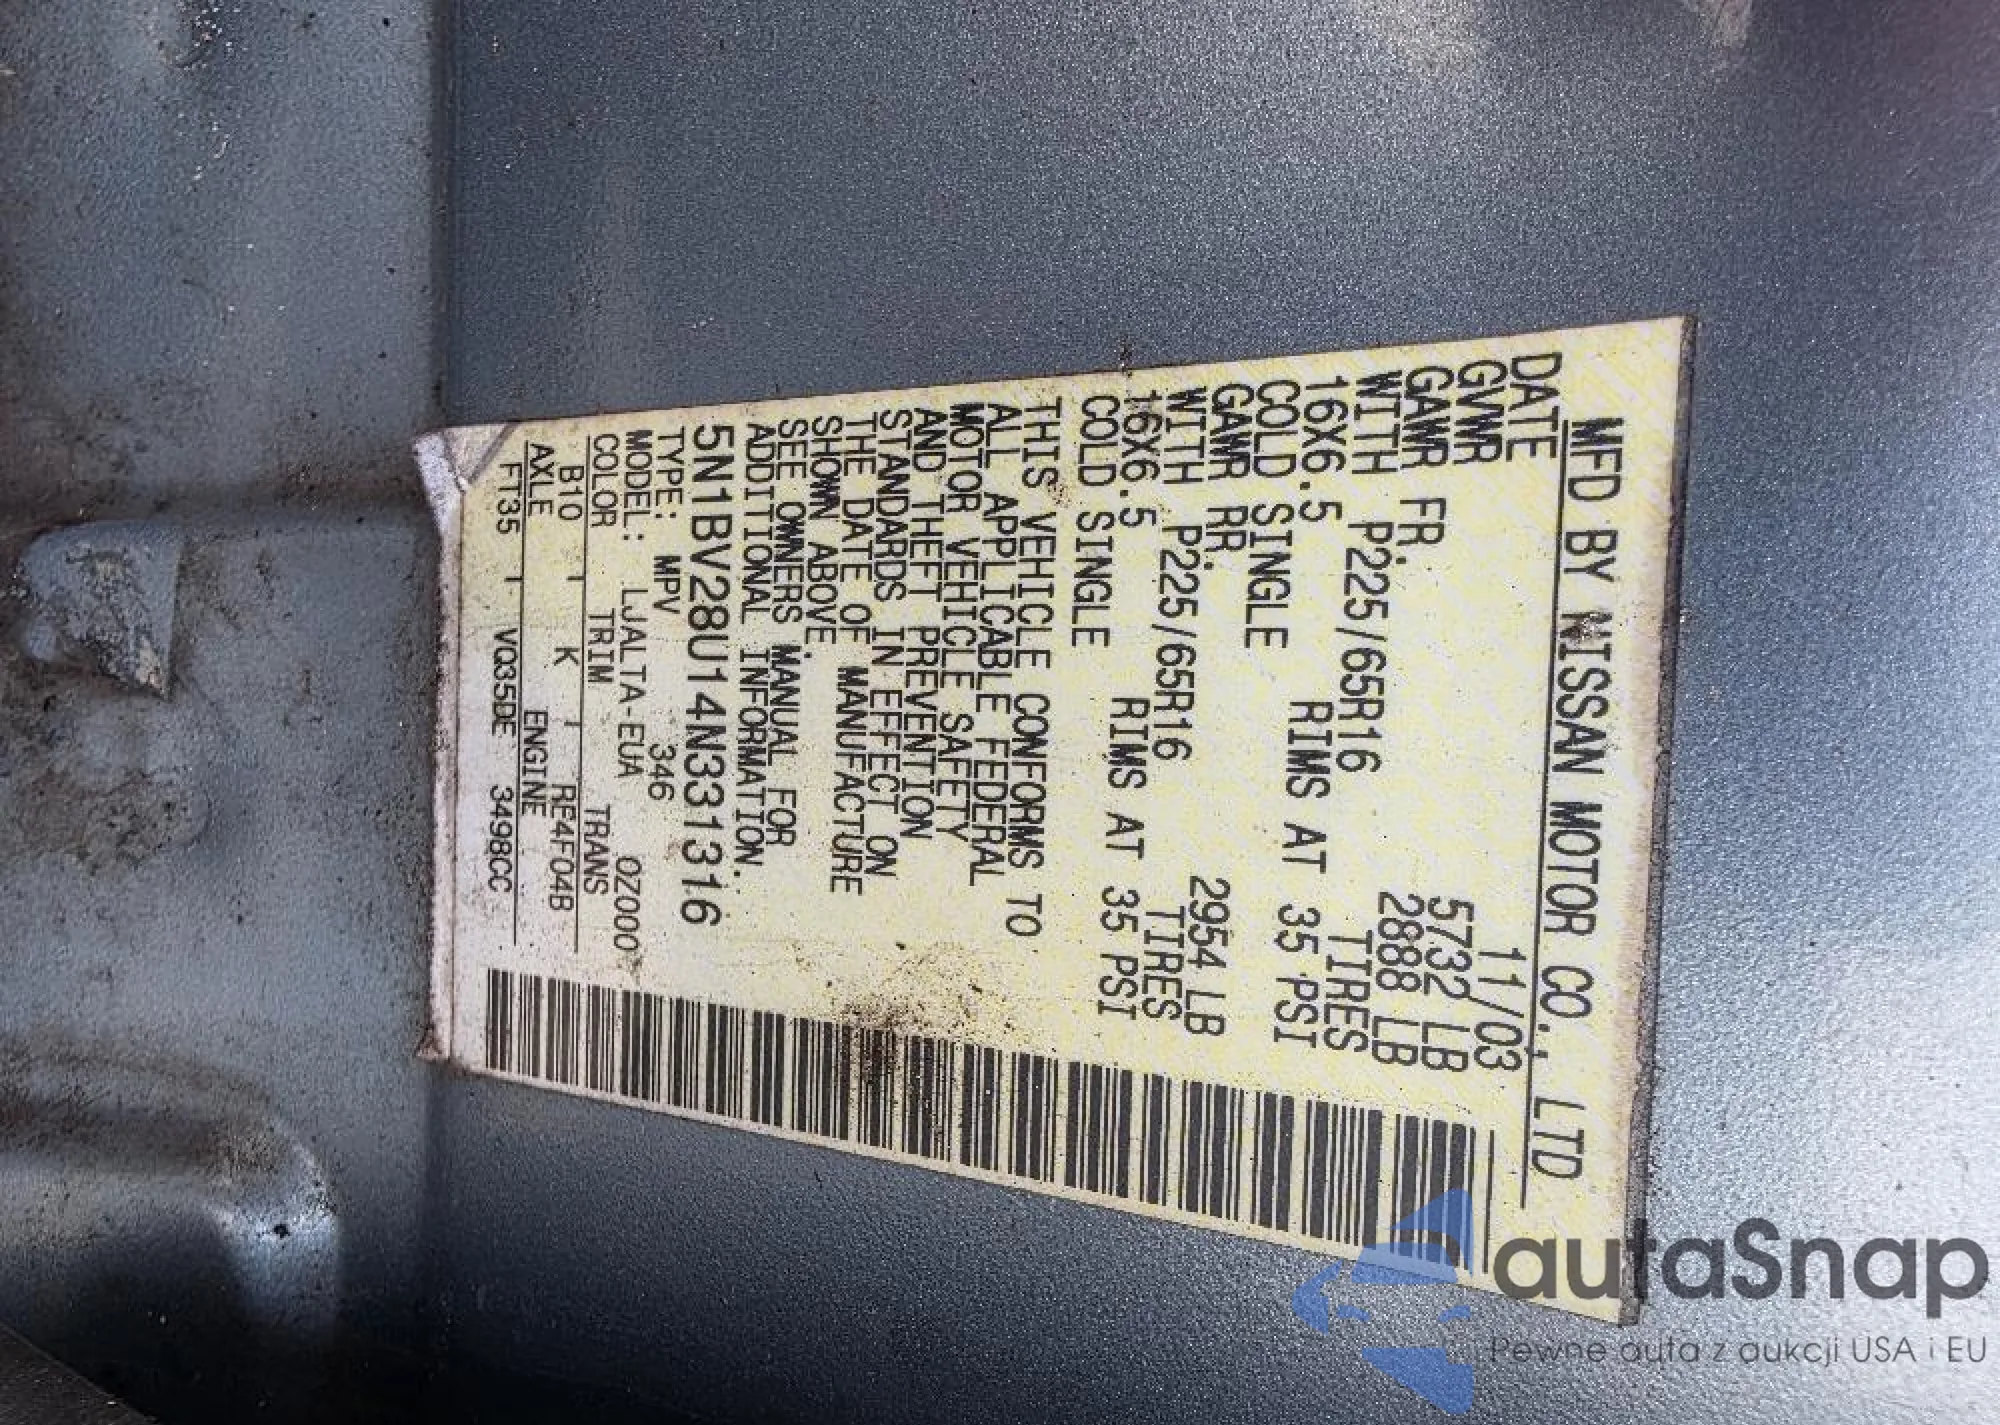 MFD BY NISSAN MOTOR CO., LTD
DATE 11/03
GVWR 5732 LB
GAWR FR. 2888 LB
WITH P225/65R16 TIRES
16X6.5 RIMS AT 35 PSI
COLD SINGLE
GAWR RR. 2954 LB
WITH P225/65R16 TIRES
16X6.5 RIMS AT 35 PSI
COLD SINGLE
THIS VEHICLE CONFORMS TO
ALL APPLICABLE FEDERAL
MOTOR VEHICLE SAFETY
AND THEFT PREVENTION
STANDARDS IN EFFECT ON
THE DATE OF MANUFACTURE
SHOWN ABOVE.
SEE OWNERS MANUAL FOR
ADDITIONAL INFORMATION.
5N1BV28U14N331316
TYPE: MPV 346
MODEL: LJALTA-EUA 0Z000
COLOR TRIM TRANS
B10 K RE4F04B
AXLE ENGINE
FT35 VQ35DE 3498CC
autaSnap
Pewne auta z aukcji USA i EU